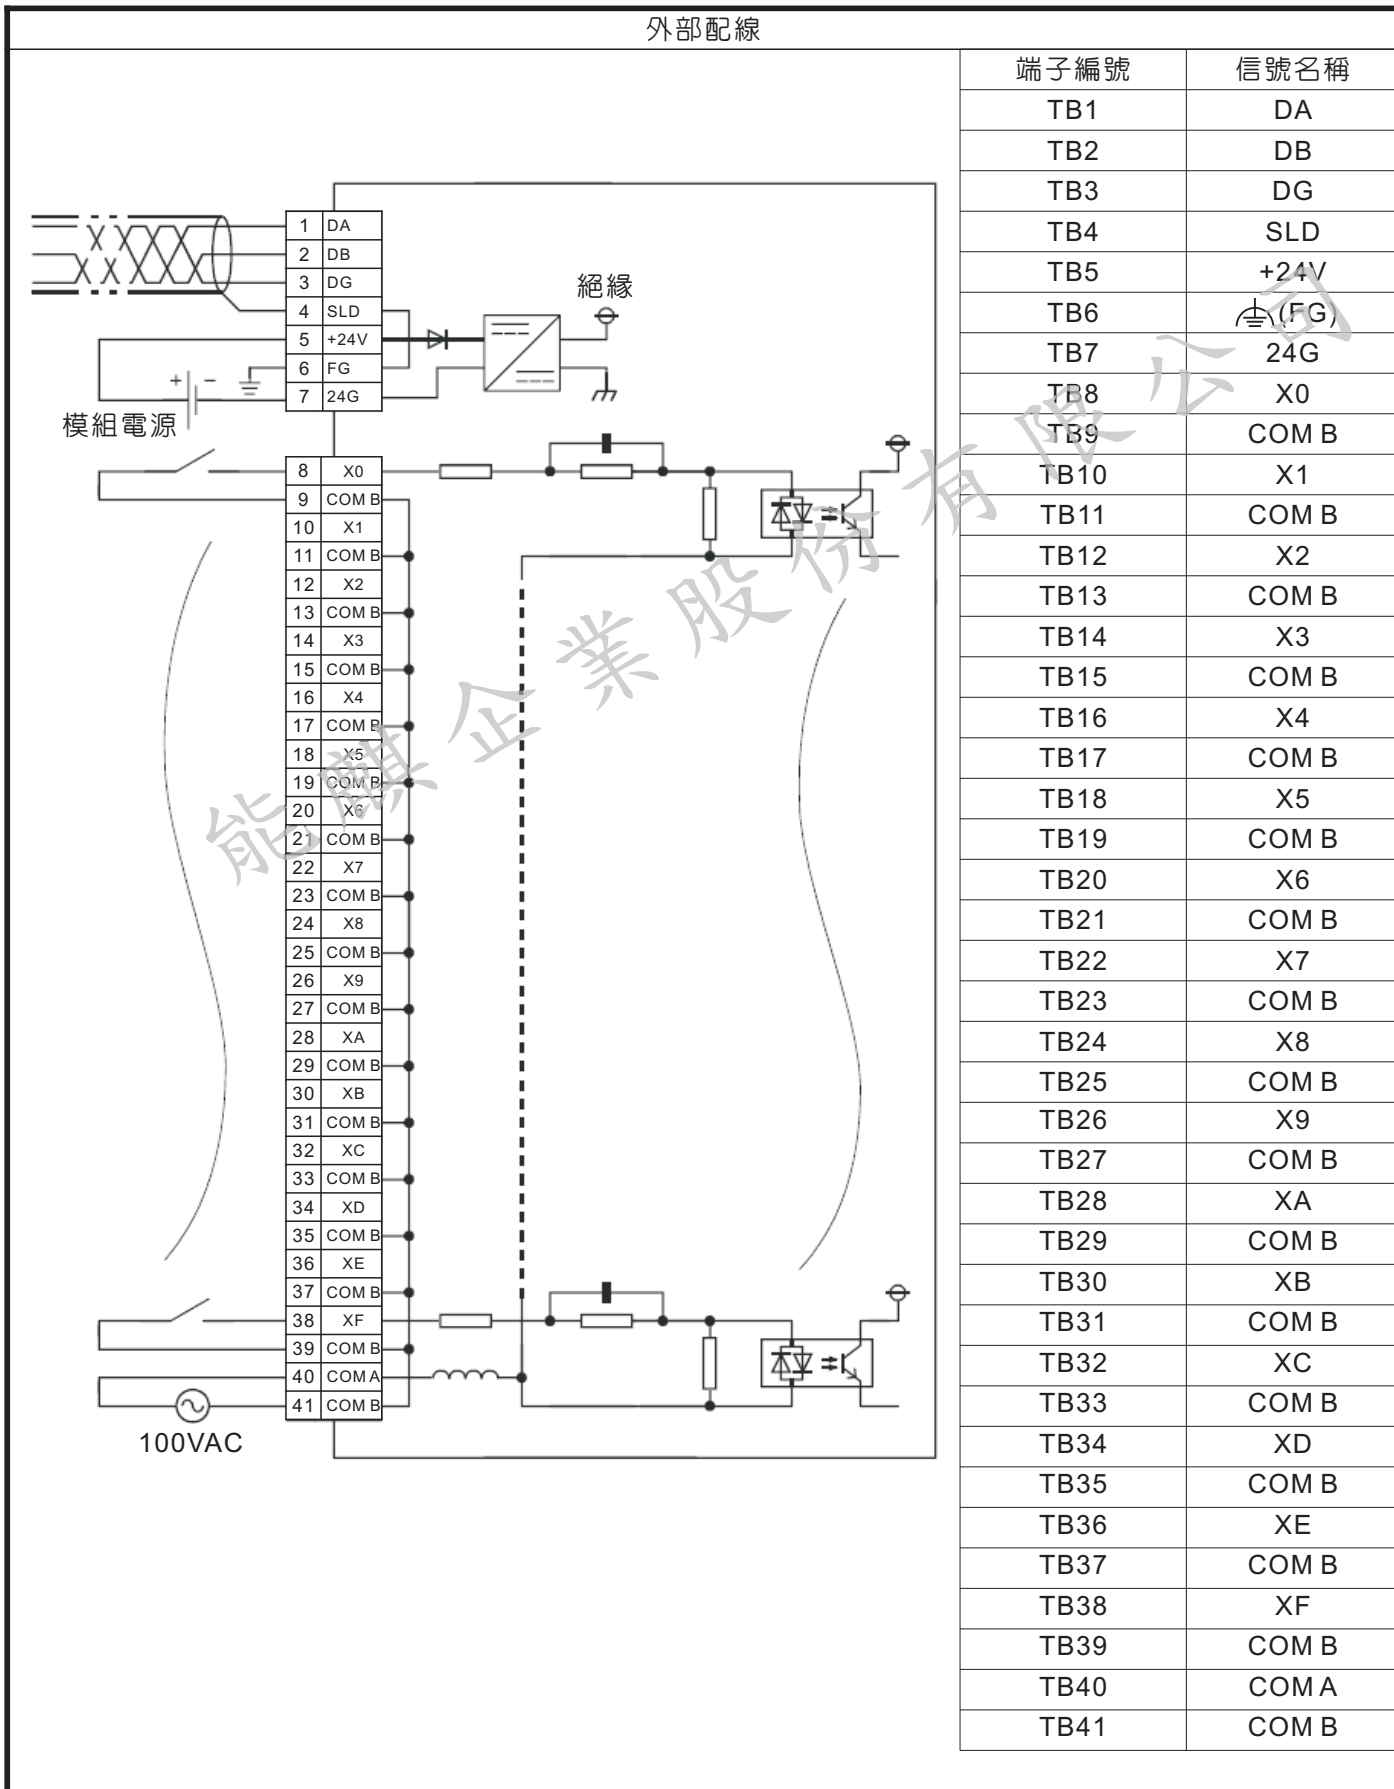 外部配線
端子編號 信號名稱
TB1 DA
TB2 DB
TB3 DG
TB4 SLD
TB5 +24V
TB6 (FG)
TB7 24G
TB8 X0
TB9 COM B
TB10 X1
TB11 COM B
TB12 X2
TB13 COM B
TB14 X3
TB15 COM B
TB16 X4
TB17 COM B
TB18 X5
TB19 COM B
TB20 X6
TB21 COM B
TB22 X7
TB23 COM B
TB24 X8
TB25 COM B
TB26 X9
TB27 COM B
TB28 XA
TB29 COM B
TB30 XB
TB31 COM B
TB32 XC
TB33 COM B
TB34 XD
TB35 COM B
TB36 XE
TB37 COM B
TB38 XF
TB39 COM B
TB40 COM A
TB41 COM B
1 DA
2 DB
3 DG
4 SLD
5 +24V
6 FG
7 24G
絕緣
+ -
模組電源
8 X0
9 COM B
10 X1
11 COM B
12 X2
13 COM B
14 X3
15 COM B
16 X4
17 COM B
18 X5
19 COM B
20 X6
21 COM B
22 X7
23 COM B
24 X8
25 COM B
26 X9
27 COM B
28 XA
29 COM B
30 XB
31 COM B
32 XC
33 COM B
34 XD
35 COM B
36 XE
37 COM B
38 XF
39 COM B
40 COM A
41 COM B
100VAC
能麒企業股份有限公司